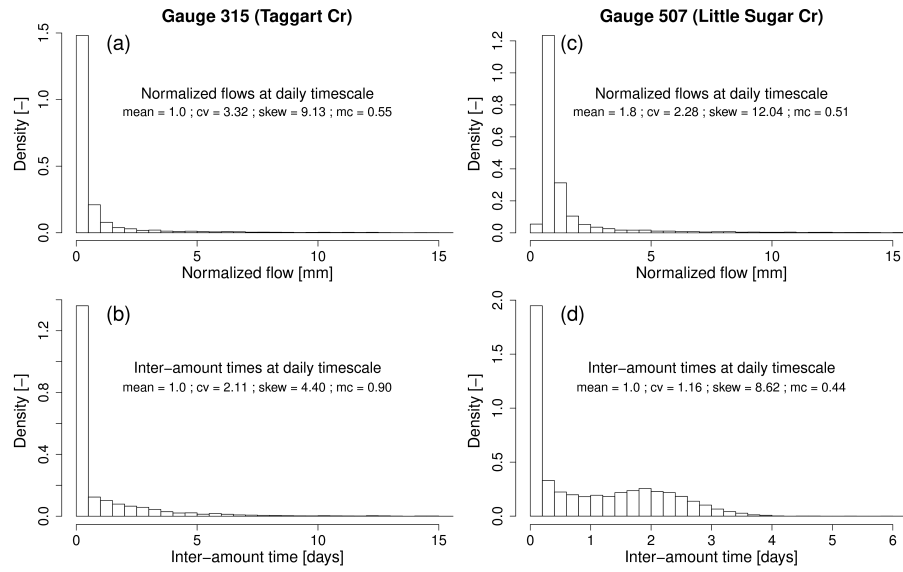 Gauge 315 (Taggart Cr)
(a)
Normalized flows at daily timescale
mean = 1.0 ; cv = 3.32 ; skew = 9.13 ; mc = 0.55
Density [−]
0.0 0.5 1.0 1.5
0 5 10 15
Normalized flow [mm]
Gauge 507 (Little Sugar Cr)
(c)
Normalized flows at daily timescale
mean = 1.8 ; cv = 2.28 ; skew = 12.04 ; mc = 0.51
Density [−]
0.0 0.2 0.4 0.6 0.8 1.0 1.2
0 5 10 15
Normalized flow [mm]
(b)
Inter−amount times at daily timescale
mean = 1.0 ; cv = 2.11 ; skew = 4.40 ; mc = 0.90
Density [−]
0.0 0.4 0.8 1.2
0 5 10 15
Inter−amount time [days]
(d)
Inter−amount times at daily timescale
mean = 1.0 ; cv = 1.16 ; skew = 8.62 ; mc = 0.44
Density [−]
0.0 0.5 1.0 1.5 2.0
0 1 2 3 4 5 6
Inter−amount time [days]